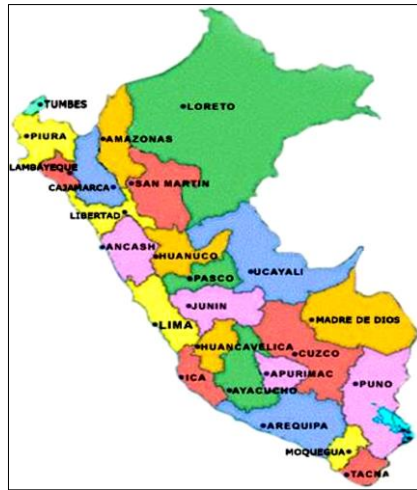 TUMBES
LORETO
PIURA
AMAZONAS
LAMBAYEQUE
CAJAMARCA
SAN MARTIN
LIBERTAD
ANCASH
HUANUCO
UCAYALI
PASCO
JUNIN
LIMA
MADRE DE DIOS
HUANCAVELICA
CUZCO
APURIMAC
PUNO
ICA
AYACUCHO
AREQUIPA
MOQUEGUA
TACNA